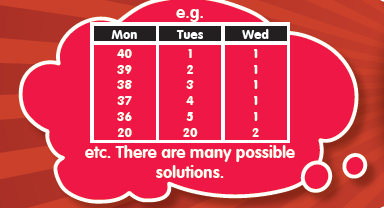 e.g.
Mon Tues Wed
40 1 1
39 2 1
38 3 1
37 4 1
36 5 1
20 20 2
etc. There are many possible
solutions.